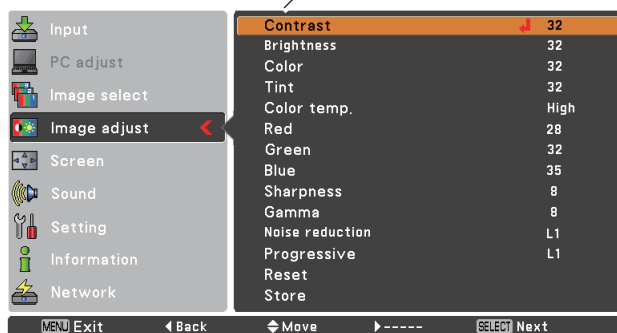 Input
PC adjust
Image select
Image adjust
Screen
Sound
Setting
Information
Network
Contrast 32
Brightness 32
Color 32
Tint 32
Color temp. High
Red 28
Green 32
Blue 35
Sharpness 8
Gamma 8
Noise reduction L1
Progressive L1
Reset
Store
MENU Exit Back Move ----- SELECT Next